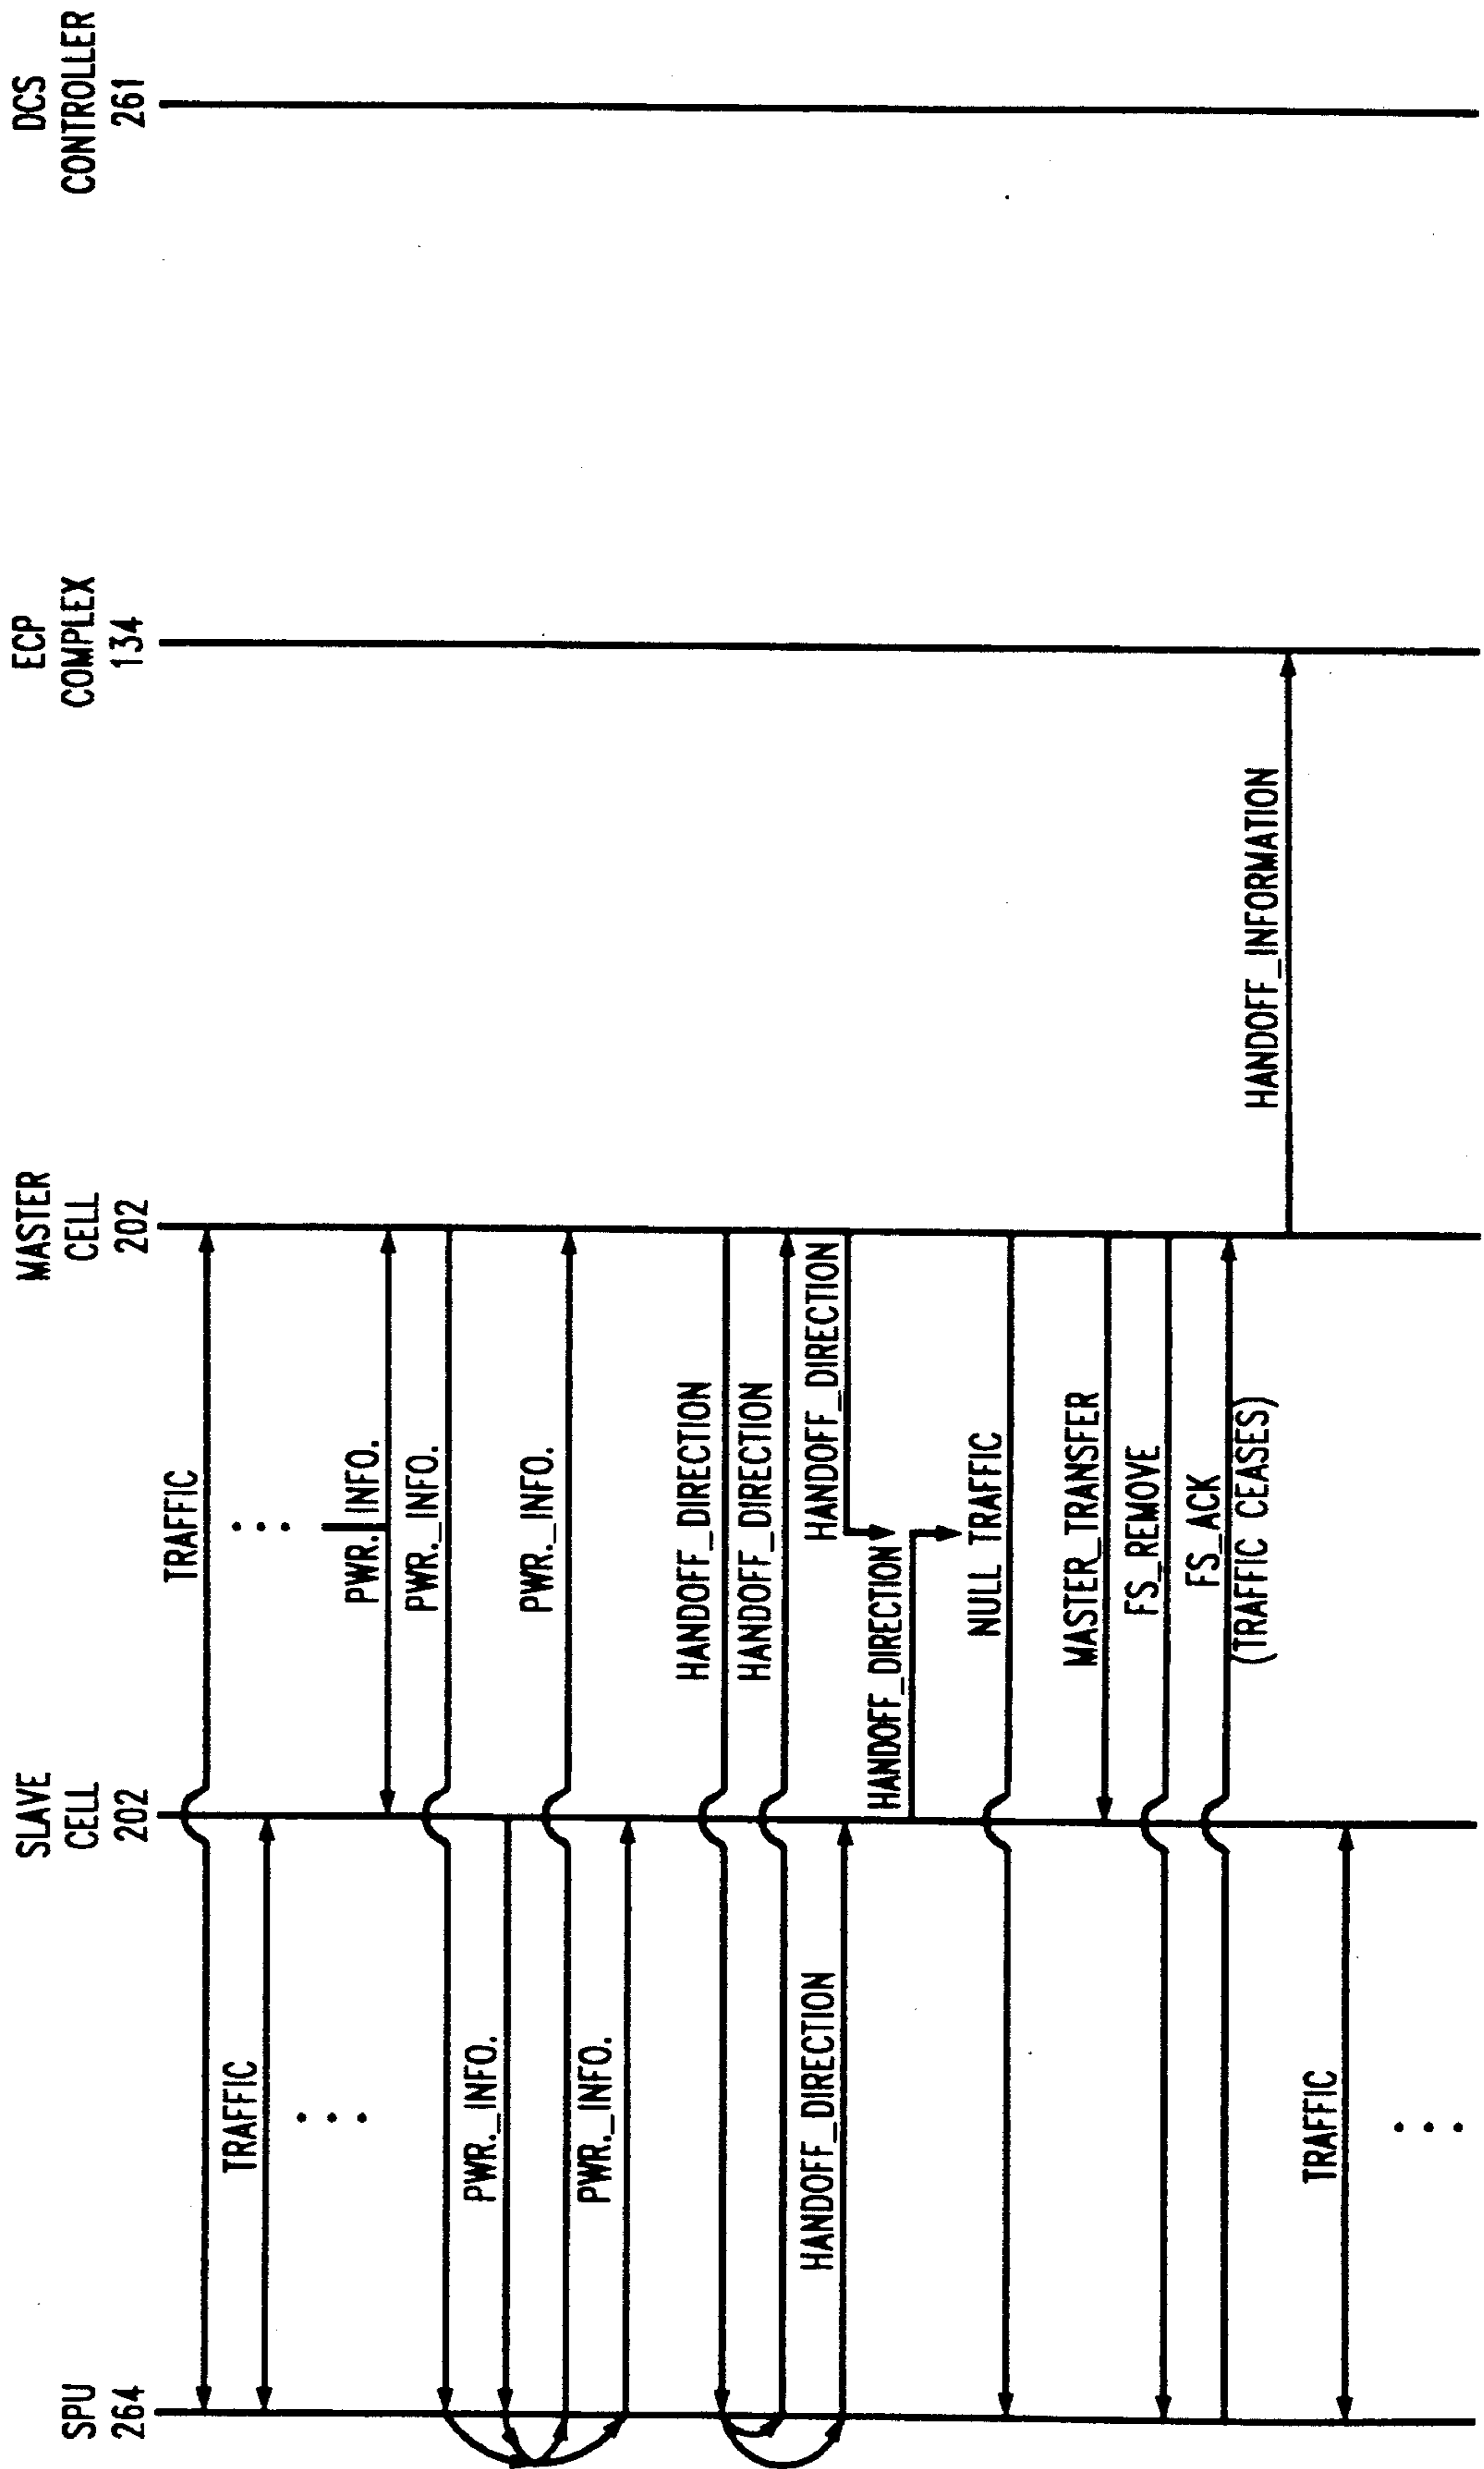 SPU
264
SLAVE
CELL
202
MASTER
CELL
202
ECP
COMPLEX
134
DCS
CONTROLLER
261
TRAFFIC
TRAFFIC
PWR._INFO.
PWR._INFO.
PWR._INFO.
PWR._INFO.
PWR._INFO.
HANDOFF_DIRECTION
HANDOFF_DIRECTION
HANDOFF_DIRECTION
HANDOFF_DIRECTION
HANDOFF_DIRECTION
NULL TRAFFIC
MASTER_TRANSFER
FS_REMOVE
FS_ACK
(TRAFFIC CEASES)
HANDOFF_INFORMATION
TRAFFIC